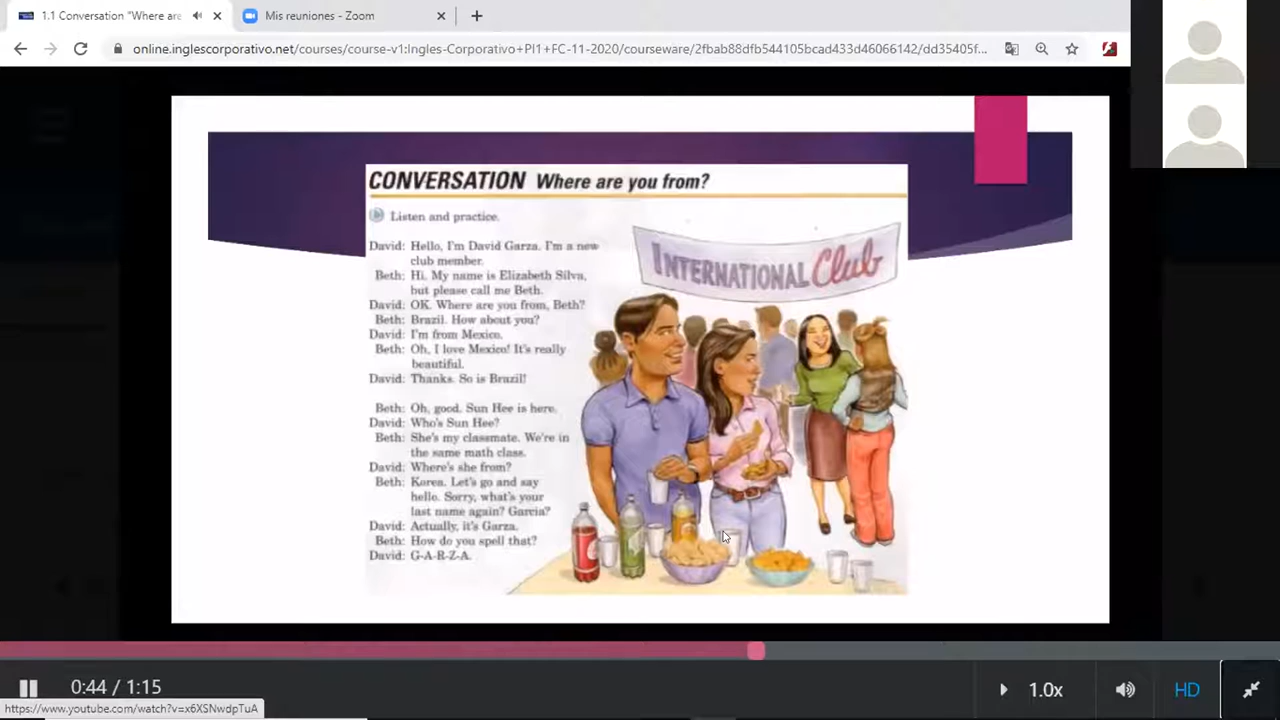 1.1 Conversation "Where are
Mis reuniones - Zoom
online.inglescorporativo.net/courses/course-v1:Ingles-Corporativo+PI1+FC-11-2020/courseware/2fbab88dfb544105bcad433d46066142/dd35405f...
CONVERSATION Where are you from?
Listen and practice.
INTERNATIONAL Club
David: Hello, I'm David Garza. I'm a new
club member.
Beth: Hi. My name is Elizabeth Silva,
but please call me Beth.
David: OK. Where are you from, Beth?
Beth: Brazil. How about you?
David: I'm from Mexico.
Beth: Oh, I love Mexico! It's really
beautiful.
David: Thanks. So is Brazil!
Beth: Oh, good. Sun Hee is here.
David: Who's Sun Hee?
Beth: She's my classmate. We're in
the same math class.
David: Where's she from?
Beth: Korea. Let's go and say
hello. Sorry, what's your
last name again? Garcia?
David: Actually, it's Garza.
Beth: How do you spell that?
David: G-A-R-Z-A.
0:44 / 1:15
1.0x
HD
https://www.youtube.com/watch?v=x6XSNwdpTuA